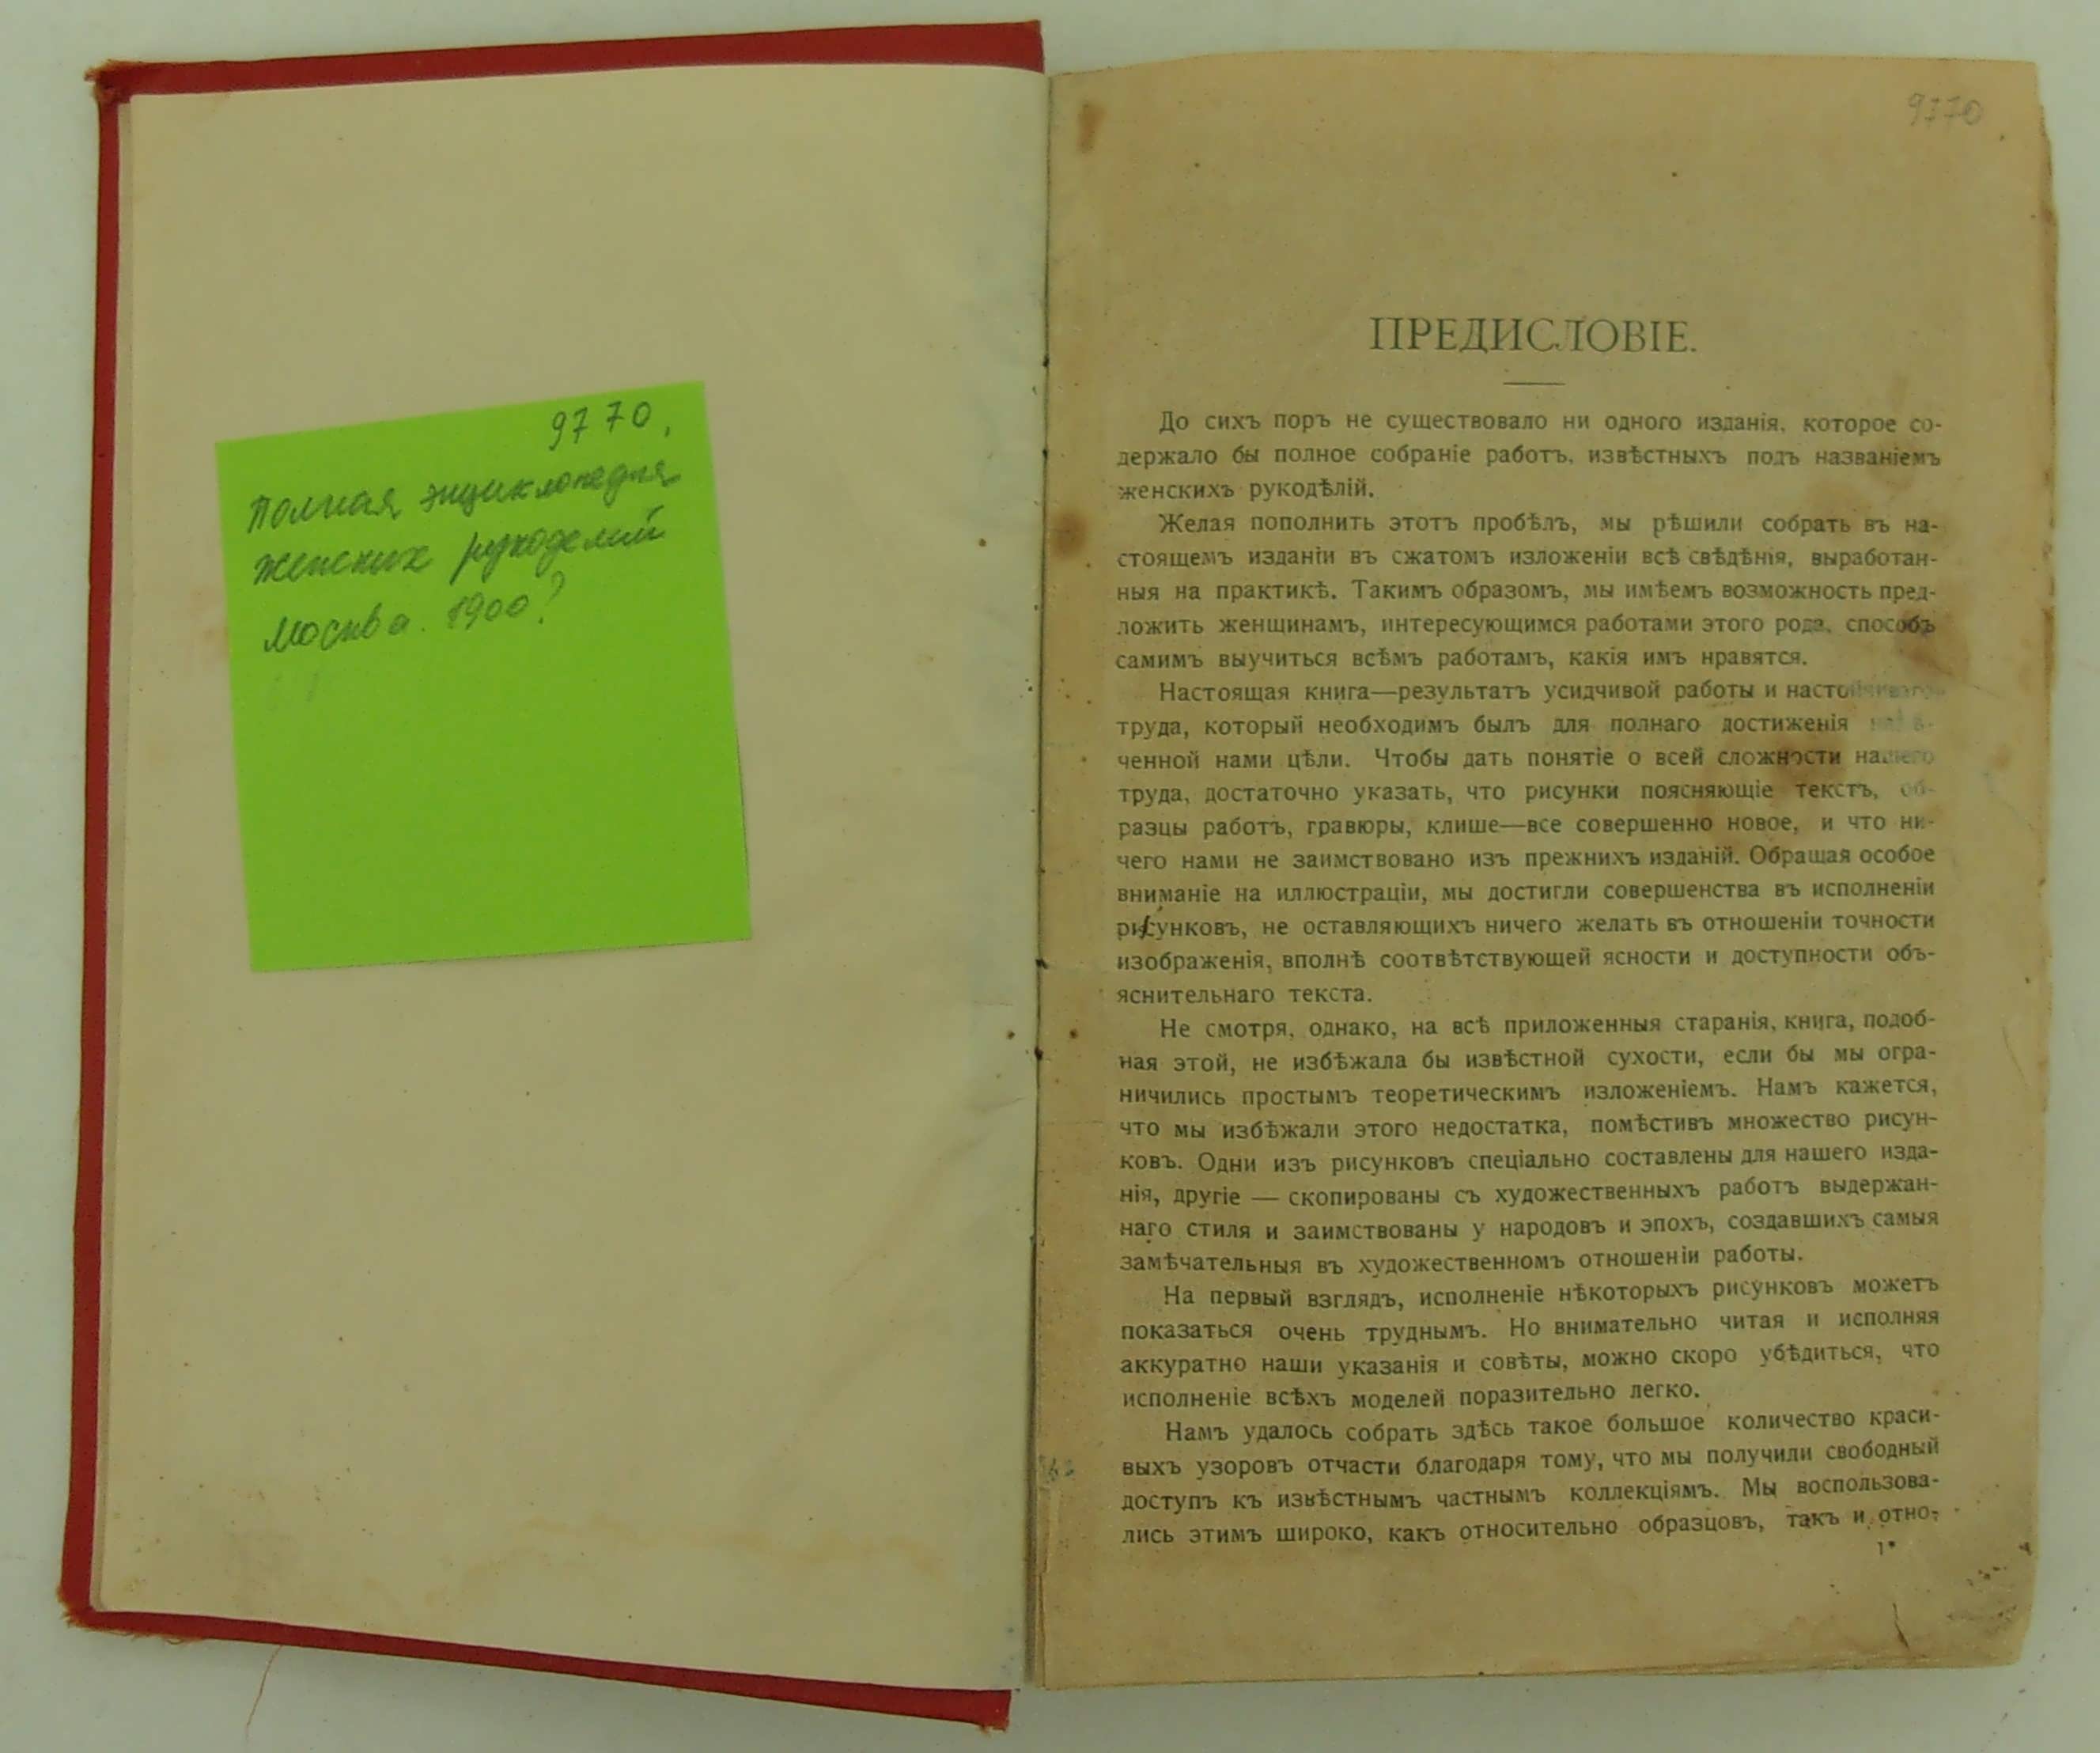 9770.
Полная энциклопедия
женских рукоделий
Москва. 1900?
9770
ПРЕДИСЛОВІЕ.
До сихъ поръ не существовало ни одного изданія, которое со-
держало бы полное собраніе работъ, извѣстныхъ подъ названіемъ
женскихъ рукодѣлій.
Желая пополнить этотъ пробѣлъ, мы рѣшили собрать въ на-
стоящемъ изданіи въ сжатомъ изложеніи всѣ свѣдѣнія, выработан-
ныя на практикѣ. Такимъ образомъ, мы имѣемъ возможность пред-
ложить женщинамъ, интересующимся работами этого рода, способъ
самимъ выучиться всѣмъ работамъ, какія имъ нравятся.
Настоящая книга—результатъ усидчивой работы и настойчиваго
труда, который необходимъ былъ для полнаго достиженія
ченной нами цѣли. Чтобы дать понятіе о всей сложности нашего
труда, достаточно указать, что рисунки поясняющіе текстъ, об-
разцы работъ, гравюры, клише—все совершенно новое, и что ни-
чего нами не заимствовано изъ прежнихъ изданій. Обращая особое
вниманіе на иллюстраціи, мы достигли совершенства въ исполненіи
рисунковъ, не оставляющихъ ничего желать въ отношеніи точности
изображенія, вполнѣ соотвѣтствующей ясности и доступности объ-
яснительнаго текста.
Не смотря, однако, на всѣ приложенныя старанія, книга, подоб-
ная этой, не избѣжала бы извѣстной сухости, если бы мы огра-
ничились простымъ теоретическимъ изложеніемъ. Намъ кажется,
что мы избѣжали этого недостатка, помѣстивъ множество рисун-
ковъ. Одни изъ рисунковъ спеціально составлены для нашего изда-
нія, другіе — скопированы съ художественныхъ работъ выдержан-
наго стиля и заимствованы у народовъ и эпохъ, создавшихъ самыя
замѣчательныя въ художественномъ отношеніи работы.
На первый взглядъ, исполненіе нѣкоторыхъ рисунковъ можетъ
показаться очень труднымъ. Но внимательно читая и исполняя
аккуратно наши указанія и совѣты, можно скоро убѣдиться, что
исполненіе всѣхъ моделей поразительно легко.
Намъ удалось собрать здѣсь такое большое количество краси-
выхъ узоровъ отчасти благодаря тому, что мы получили свободный
доступъ къ извѣстнымъ частнымъ коллекціямъ. Мы воспользова-
лись этимъ широко, какъ относительно образцовъ, такъ и отно-
1*